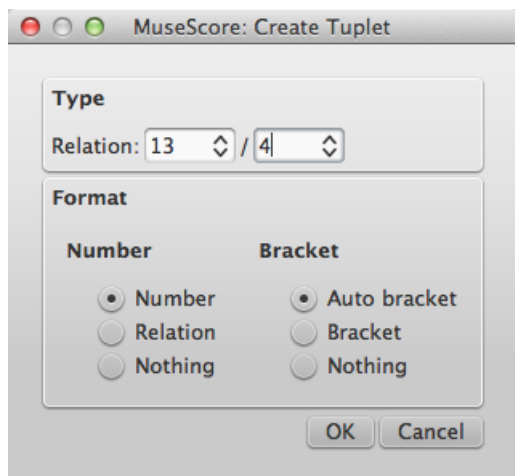 MuseScore: Create Tuplet
Type
Relation: 13 / 4
Format
Number Bracket
Number Auto bracket
Relation Bracket
Nothing Nothing
OK Cancel